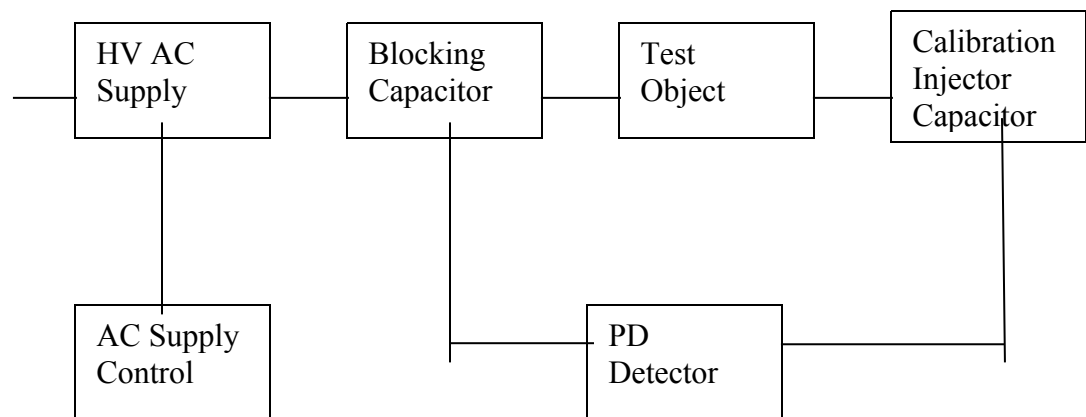 HV AC
Supply
Blocking
Capacitor
Test
Object
Calibration
Injector
Capacitor
AC Supply
Control
PD
Detector